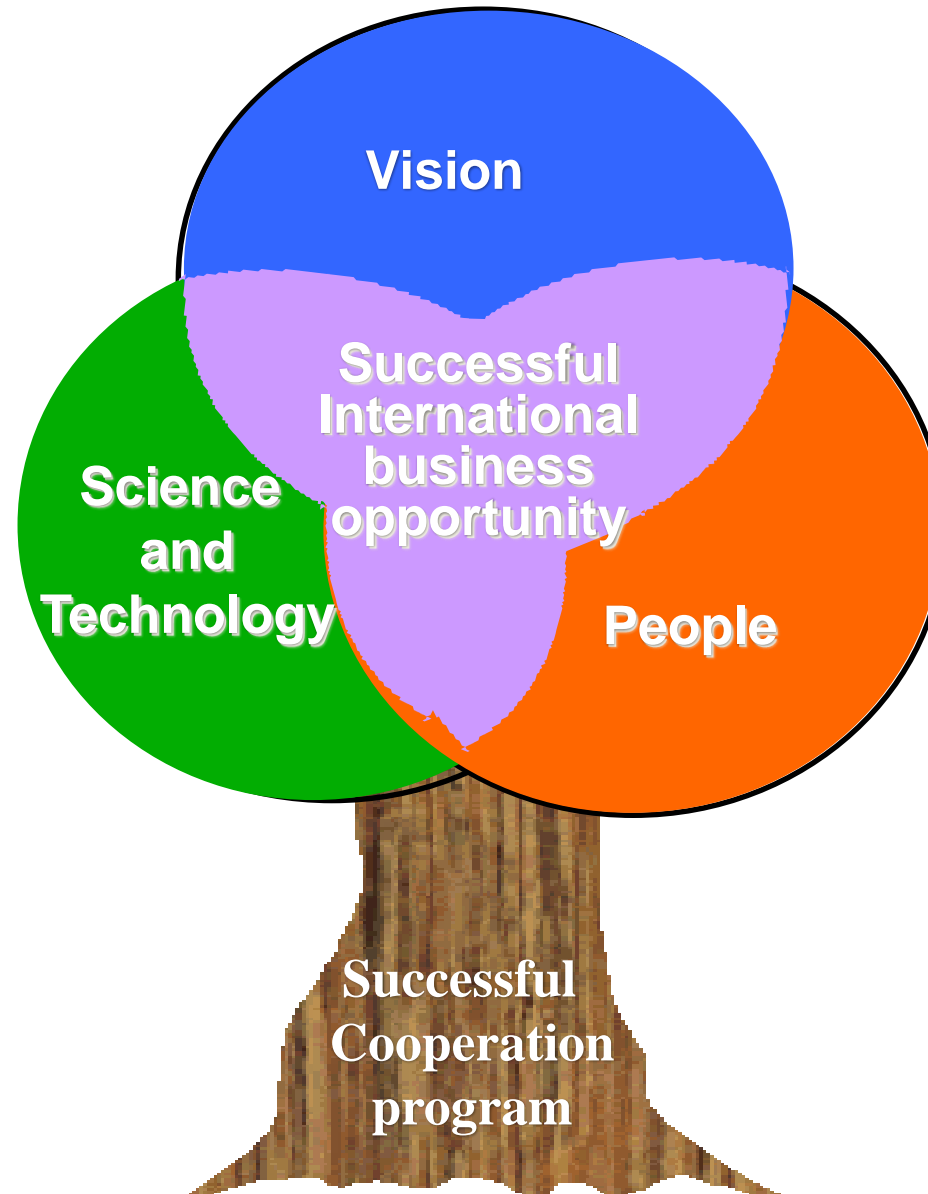 Vision
Successful
International
business
opportunity
Science
and
Technology
People
Successful
Cooperation
program